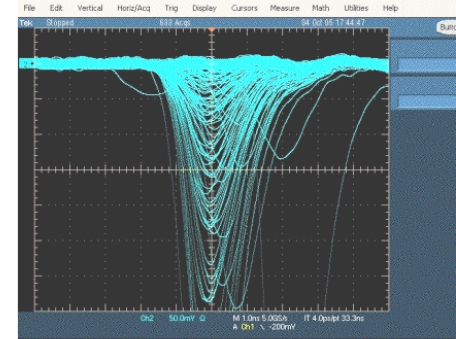 File Edit Vertical Horiz/Acq Trig Display Cursors Measure Math Utilities Help
Tek Stopped 833 Acqs 04 Oct 05 17:44:47
Ch2 50.0mV Ω M 1.0ns 5.0GS/s IT 4.0ps/pt 33.3ns
A Ch1 \ -200mV